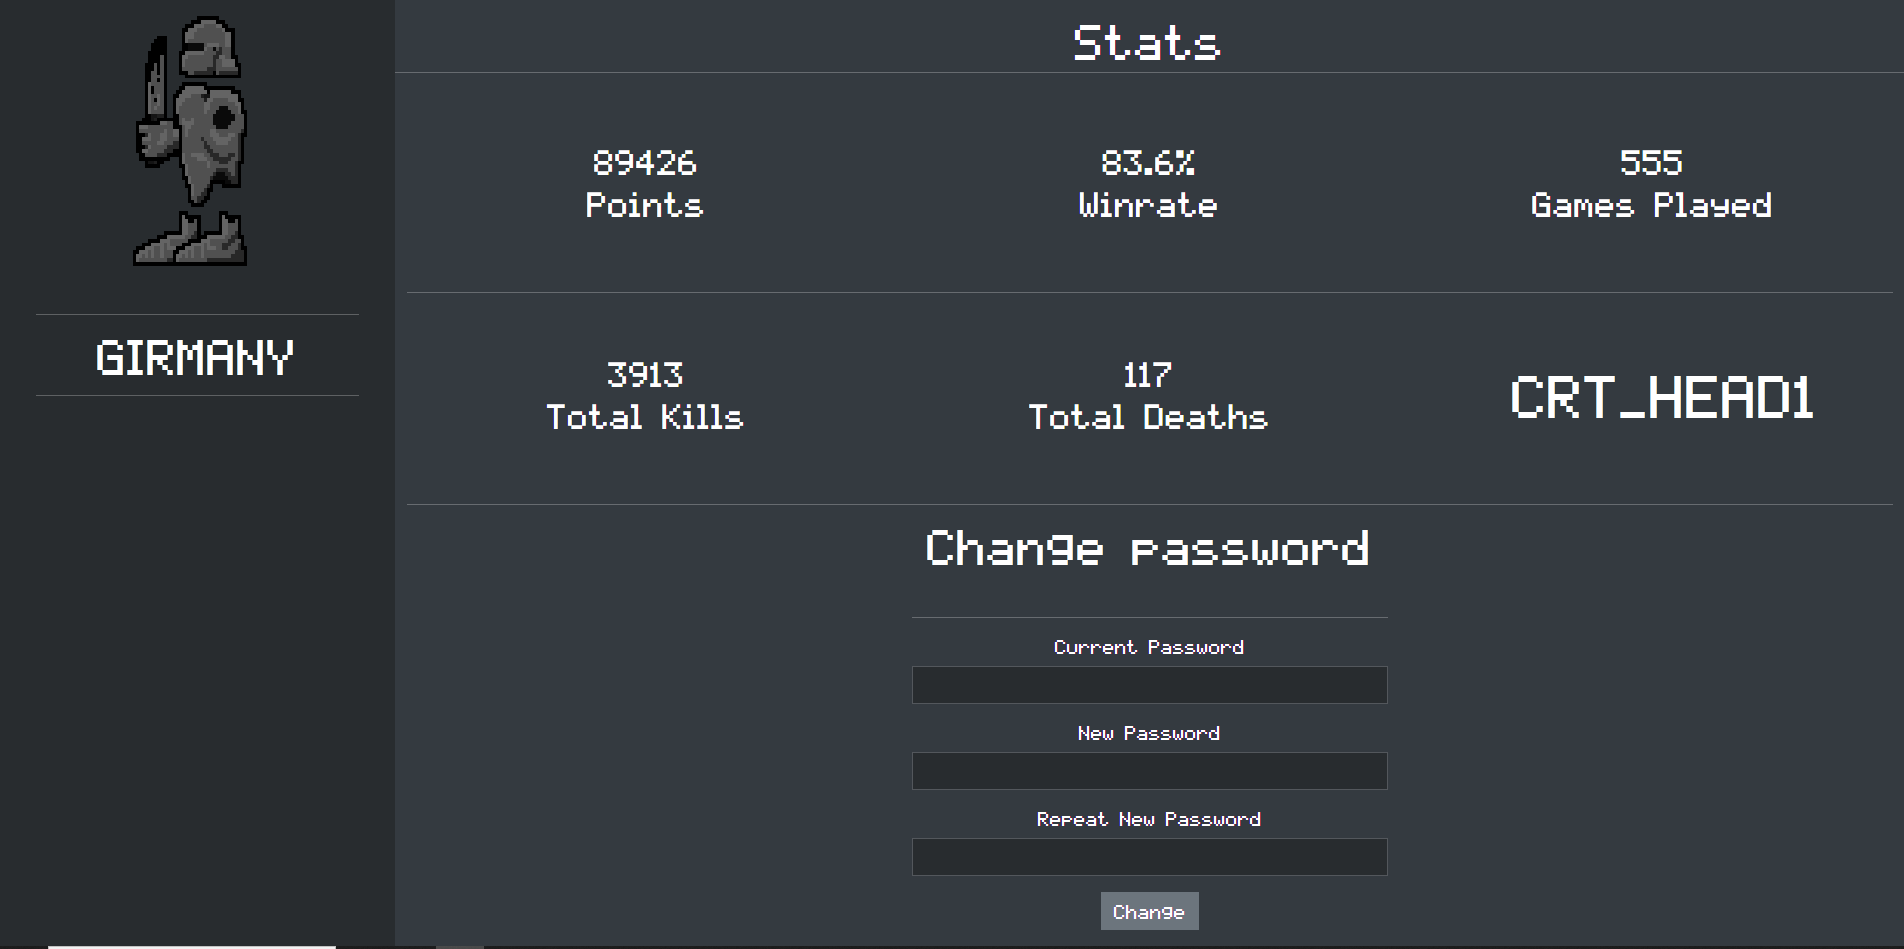 GIRMANY
Stats
89426
Points
83.6%
Winrate
555
Games Played
3913
Total Kills
117
Total Deaths
CRT_HEAD1
Change password
Current Password
New Password
Repeat New Password
Change